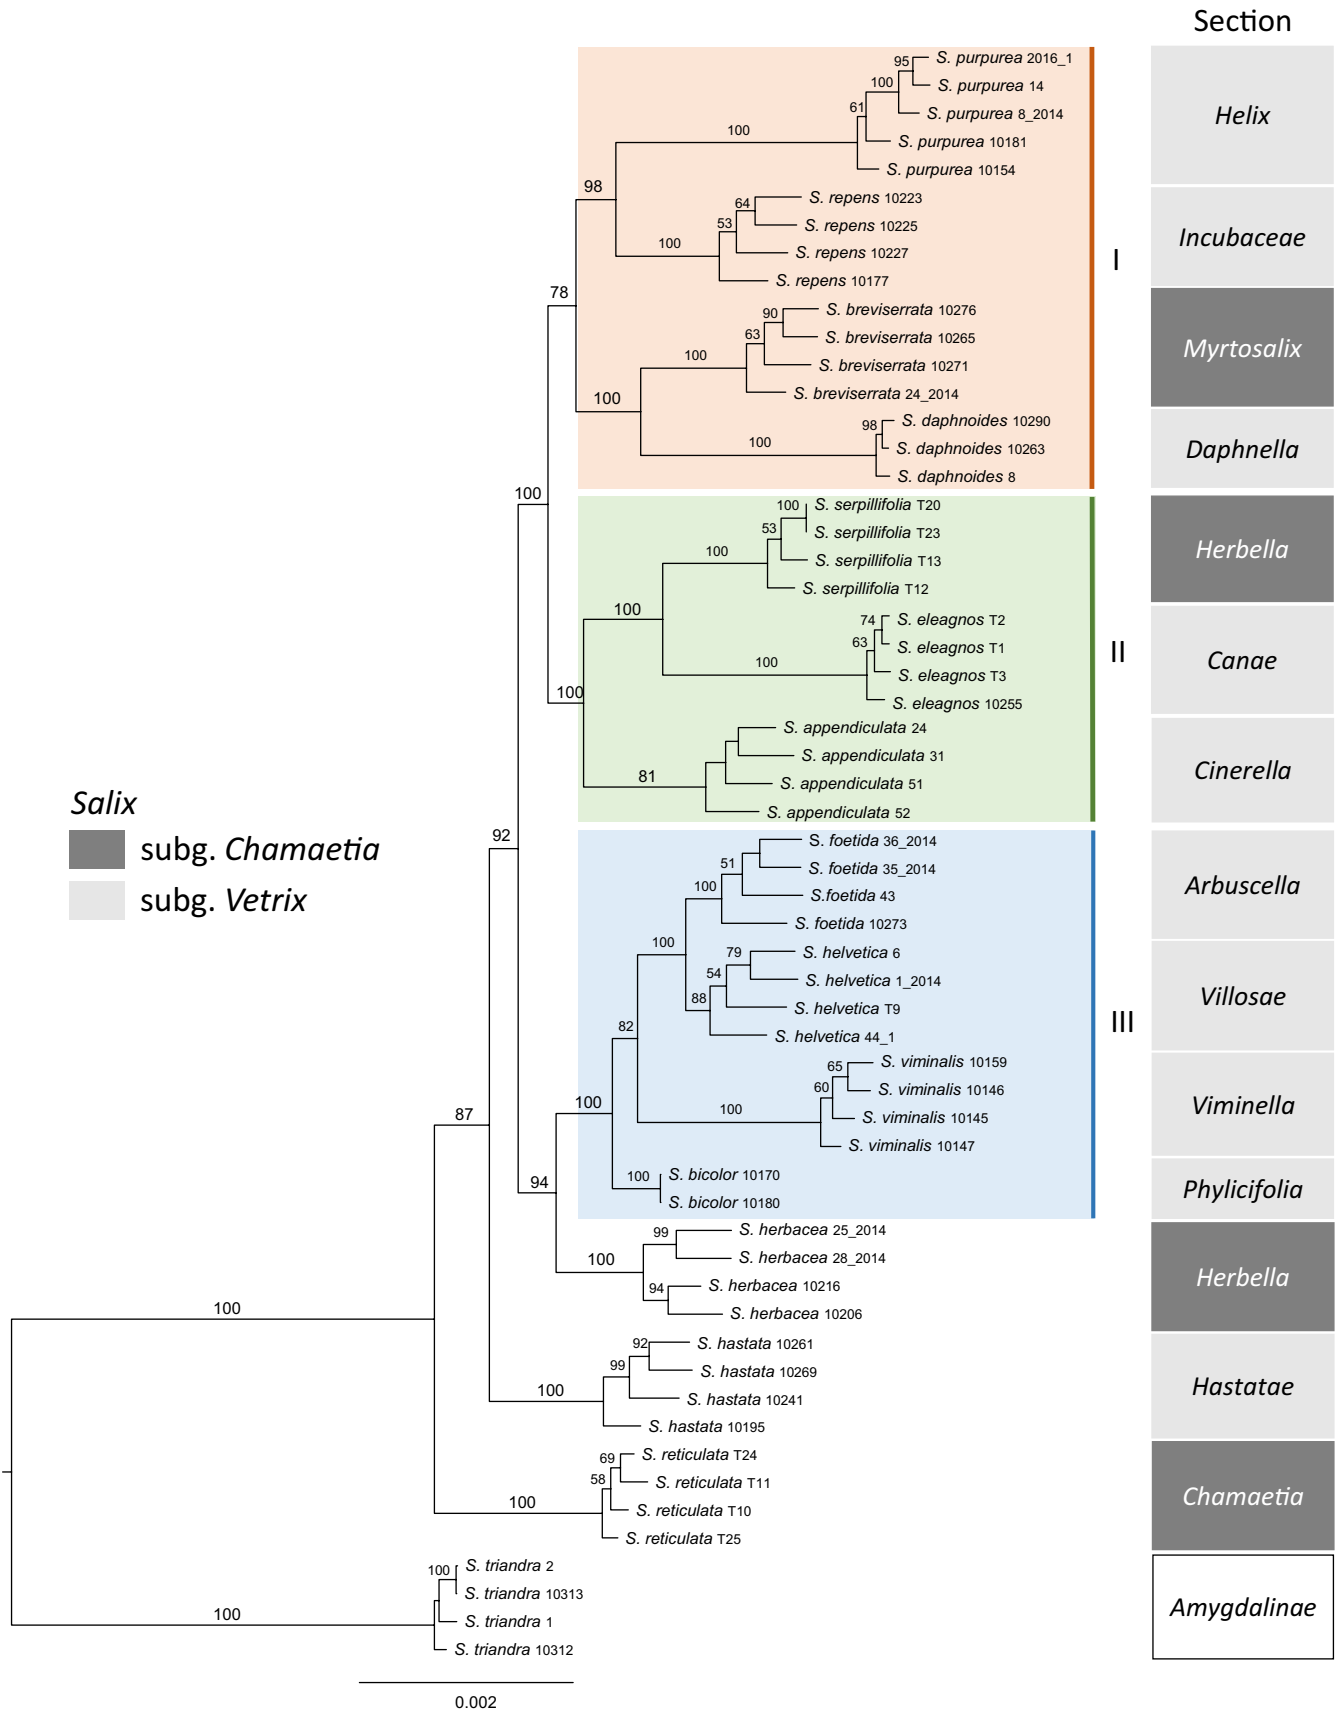 Section
95
S. purpurea 2016_1
S. purpurea 14
100
S. purpurea 8_2014
61
S. purpurea 10181
100
S. purpurea 10154
Helix
98
S. repens 10223
64
S. repens 10225
53
S. repens 10227
100
S. repens 10177
Incubaceae
I
78
S. breviserrata 10276
90
S. breviserrata 10265
63
S. breviserrata 10271
100
S. breviserrata 24_2014
Myrtosalix
100
S. daphnoides 10290
98
S. daphnoides 10263
100
S. daphnoides 8
Daphnella
100
100
S. serpillifolia T20
S. serpillifolia T23
53
S. serpillifolia T13
100
S. serpillifolia T12
Herbella
100
74
S. eleagnos T2
S. eleagnos T1
63
S. eleagnos T3
100
S. eleagnos 10255
II
Canae
100
S. appendiculata 24
S. appendiculata 31
S. appendiculata 51
81
S. appendiculata 52
Cinerella
Salix
subg. Chamaetia
subg. Vetrix
92
S. foetida 36_2014
51
S. foetida 35_2014
100
S.foetida 43
S. foetida 10273
Arbuscella
100
79
S. helvetica 6
54
S. helvetica 1_2014
88
S. helvetica T9
S. helvetica 44_1
Villosae
III
82
65
S. viminalis 10159
60
S. viminalis 10146
100
S. viminalis 10145
S. viminalis 10147
Viminella
100
87
100
S. bicolor 10170
S. bicolor 10180
Phylicifolia
94
99
S. herbacea 25_2014
S. herbacea 28_2014
100
94
S. herbacea 10216
S. herbacea 10206
Herbella
100
92
S. hastata 10261
99
S. hastata 10269
100
S. hastata 10241
S. hastata 10195
Hastatae
69
S. reticulata T24
58
S. reticulata T11
100
S. reticulata T10
S. reticulata T25
Chamaetia
100
S. triandra 2
S. triandra 10313
100
S. triandra 1
S. triandra 10312
Amygdalinae
0.002